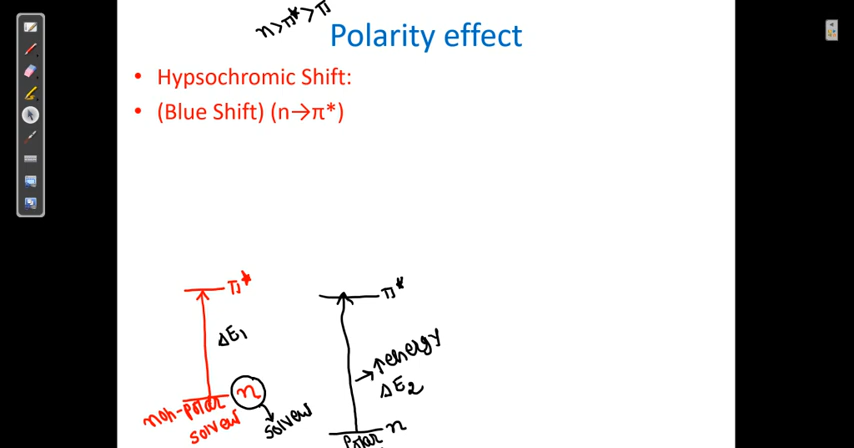 n>π*>π
Polarity effect
• Hypsochromic Shift:
• (Blue Shift) (n→π*)
π*
π*
ΔE1
↑energy
ΔE2
n
non-polar
solvent
solvent
n
Polar